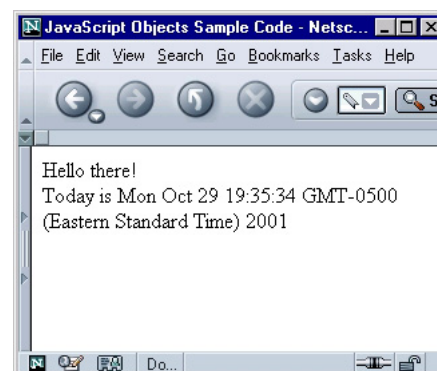 N JavaScript Objects Sample Code - Netsc...
File Edit View Search Go Bookmarks Tasks Help
S
Hello there!
Today is Mon Oct 29 19:35:34 GMT-0500
(Eastern Standard Time) 2001
N Do...